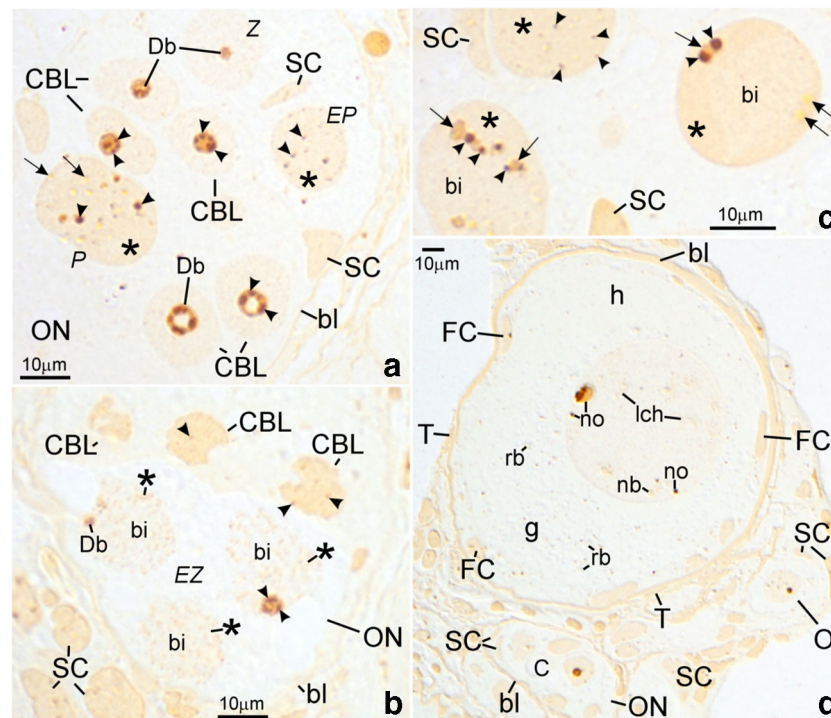 Z
Db
CBL
SC
EP
CBL
P
*
*
SC
Db
bl
ON
CBL
10µm
a
SC
*
bi
*
*
bi
SC
10µm
c
CBL
CBL
CBL
*
bi
Db
bi
*
EZ
bi
*
ON
SC
bl
10µm
b
10µm
bl
h
FC
no
lch
T
FC
rb
nb
no
g
SC
rb
FC
T
O
SC
C
SC
bl
ON
d